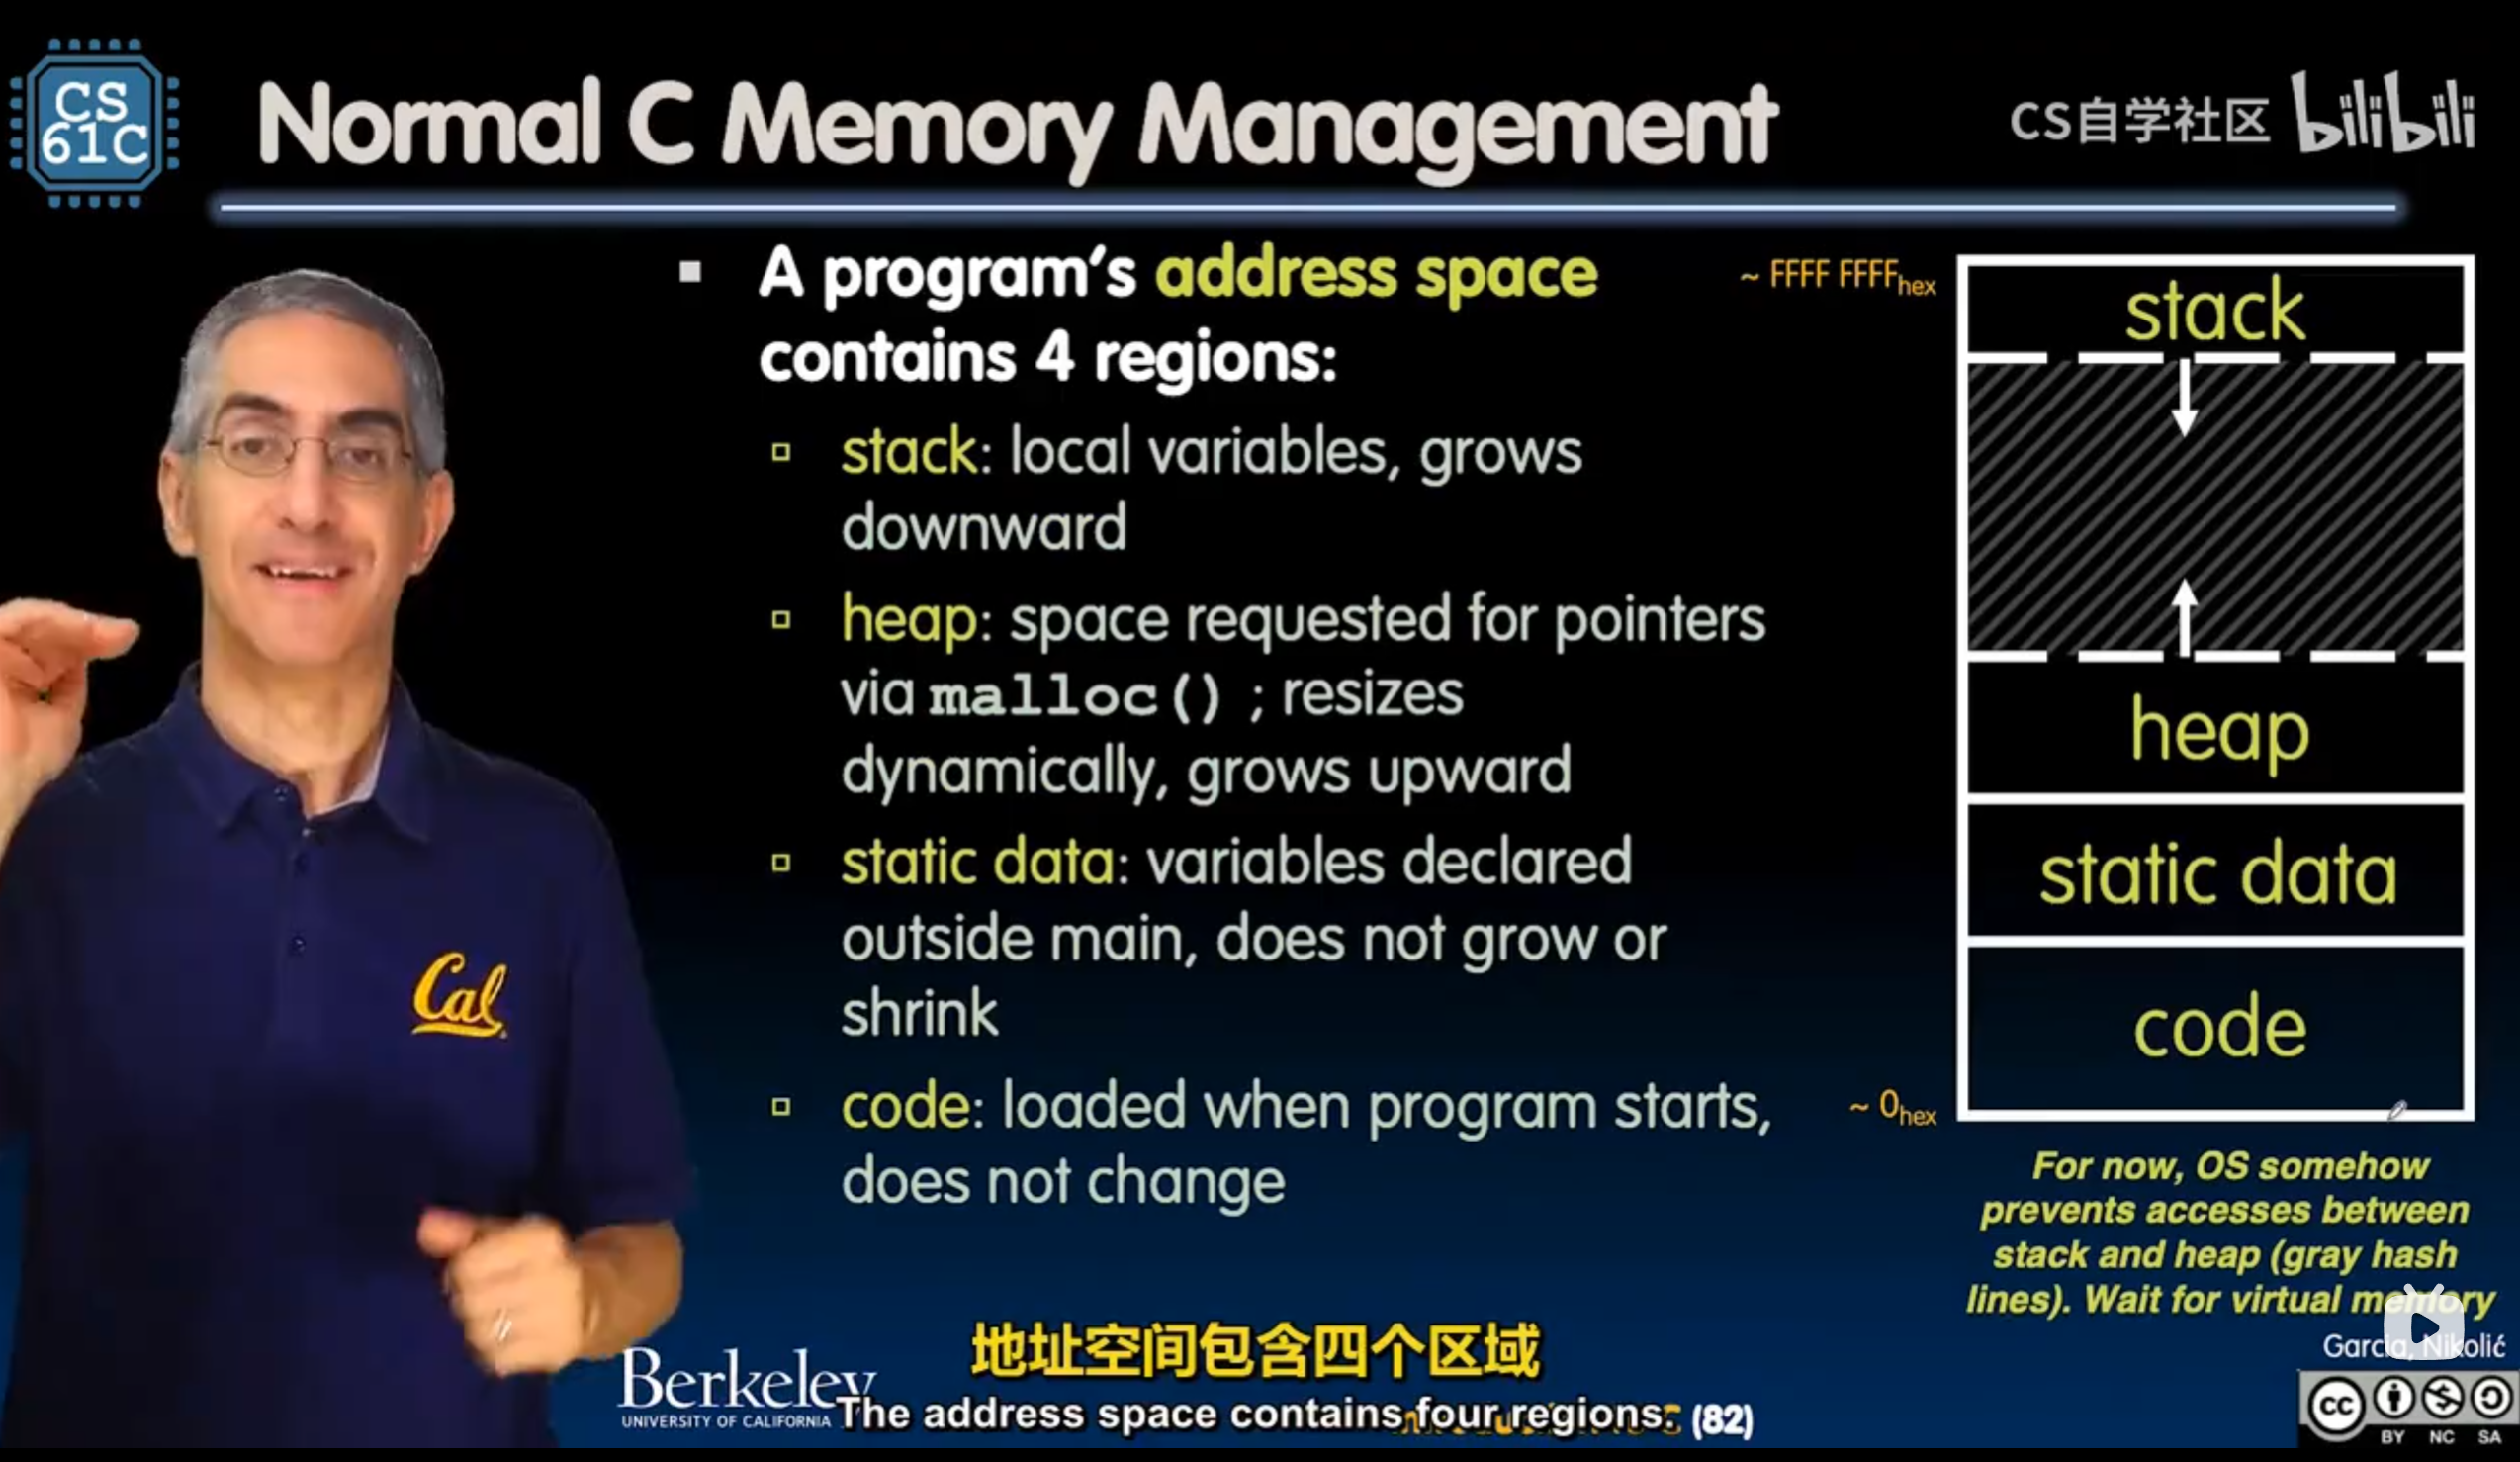 CS
61C
Normal C Memory Management
CS自学社区 bilibili
▪ A program's address space
contains 4 regions:
▫ stack: local variables, grows
downward
▫ heap: space requested for pointers
via malloc() ; resizes
dynamically, grows upward
▫ static data: variables declared
outside main, does not grow or
shrink
▫ code: loaded when program starts,
does not change
~ FFFF FFFFhex
stack
heap
static data
code
~ 0hex
For now, OS somehow
prevents accesses between
stack and heap (gray hash
lines). Wait for virtual memory
Cal
Garcia, Nikolić
地址空间包含四个区域
Berkeley
UNIVERSITY OF CALIFORNIA
The address space contains four regions.
(82)
cc
BY NC SA